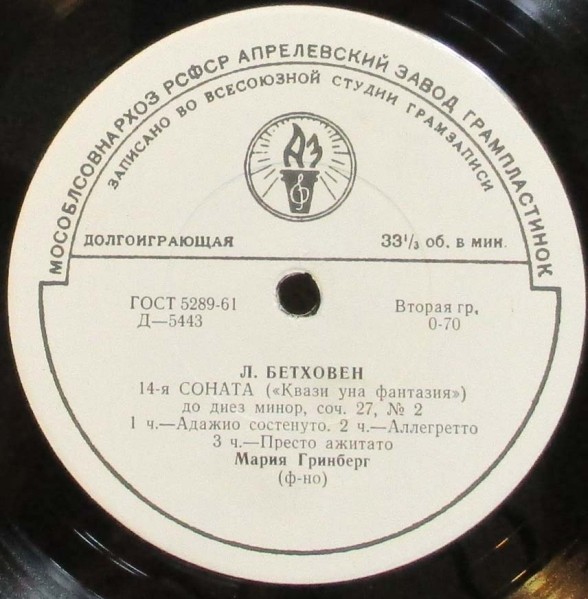 МОСОБЛСОВНАРХОЗ РСФСР АПРЕЛЕВСКИЙ ЗАВОД ГРАМПЛАСТИНОК
ЗАПИСАНО ВО ВСЕСОЮЗНОЙ СТУДИИ ГРАМЗАПИСИ
АЗ
ДОЛГОИГРАЮЩАЯ
33 1/3 об. в мин.
ГОСТ 5289-61
Д—5443
Вторая гр.
0-70
Л. БЕТХОВЕН
14-я СОНАТА («Квази уна фантазия»)
до диез минор, соч. 27, № 2
1 ч.—Адажио состенуто. 2 ч.—Аллегретто
3 ч.—Престо ажитато
Мария Гринберг
(ф-но)